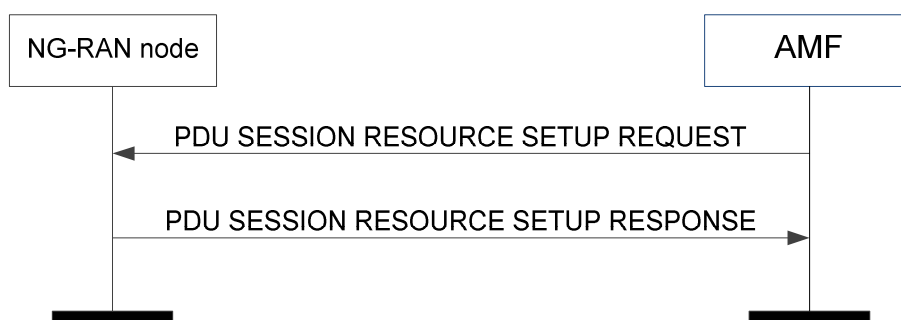 NG-RAN node
AMF
PDU SESSION RESOURCE SETUP REQUEST
PDU SESSION RESOURCE SETUP RESPONSE